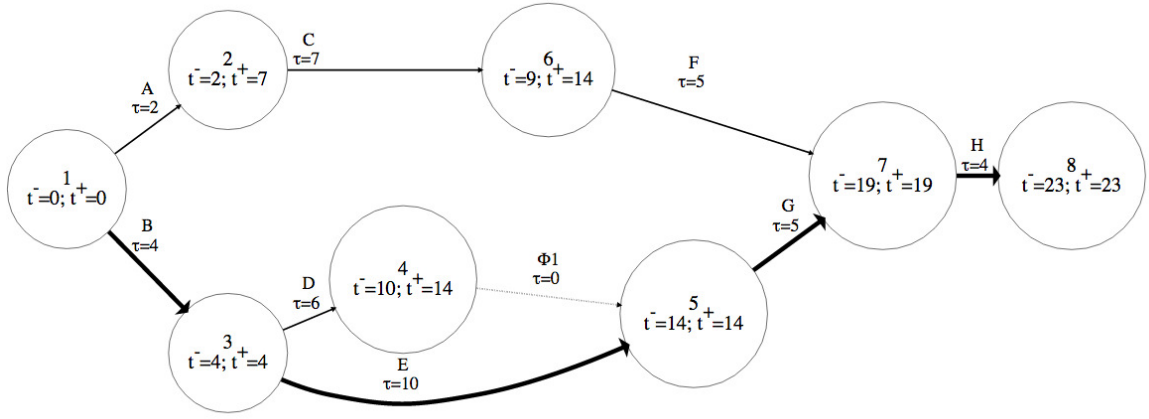 1
t⁻=0; t⁺=0
A
τ=2
B
τ=4
2
t⁻=2; t⁺=7
C
τ=7
3
t⁻=4; t⁺=4
D
τ=6
4
t⁻=10; t⁺=14
E
τ=10
Φ1
τ=0
6
t⁻=9; t⁺=14
F
τ=5
5
t⁻=14; t⁺=14
G
τ=5
7
t⁻=19; t⁺=19
H
τ=4
8
t⁻=23; t⁺=23